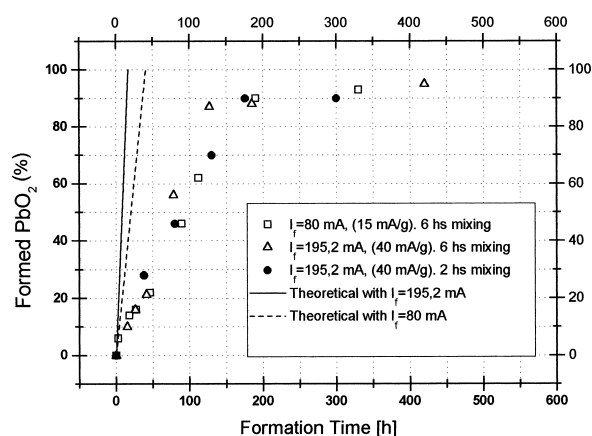 0 100 200 300 400 500 600
100 100
80 80
60 60
40 40
20 20
0 0
Formed PbO2 (%)
If=80 mA, (15 mA/g). 6 hs mixing
If=195,2 mA, (40 mA/g). 6 hs mixing
If=195,2 mA, (40 mA/g). 2 hs mixing
Theoretical with If=195,2 mA
Theoretical with If=80 mA
0 100 200 300 400 500 600
Formation Time [h]